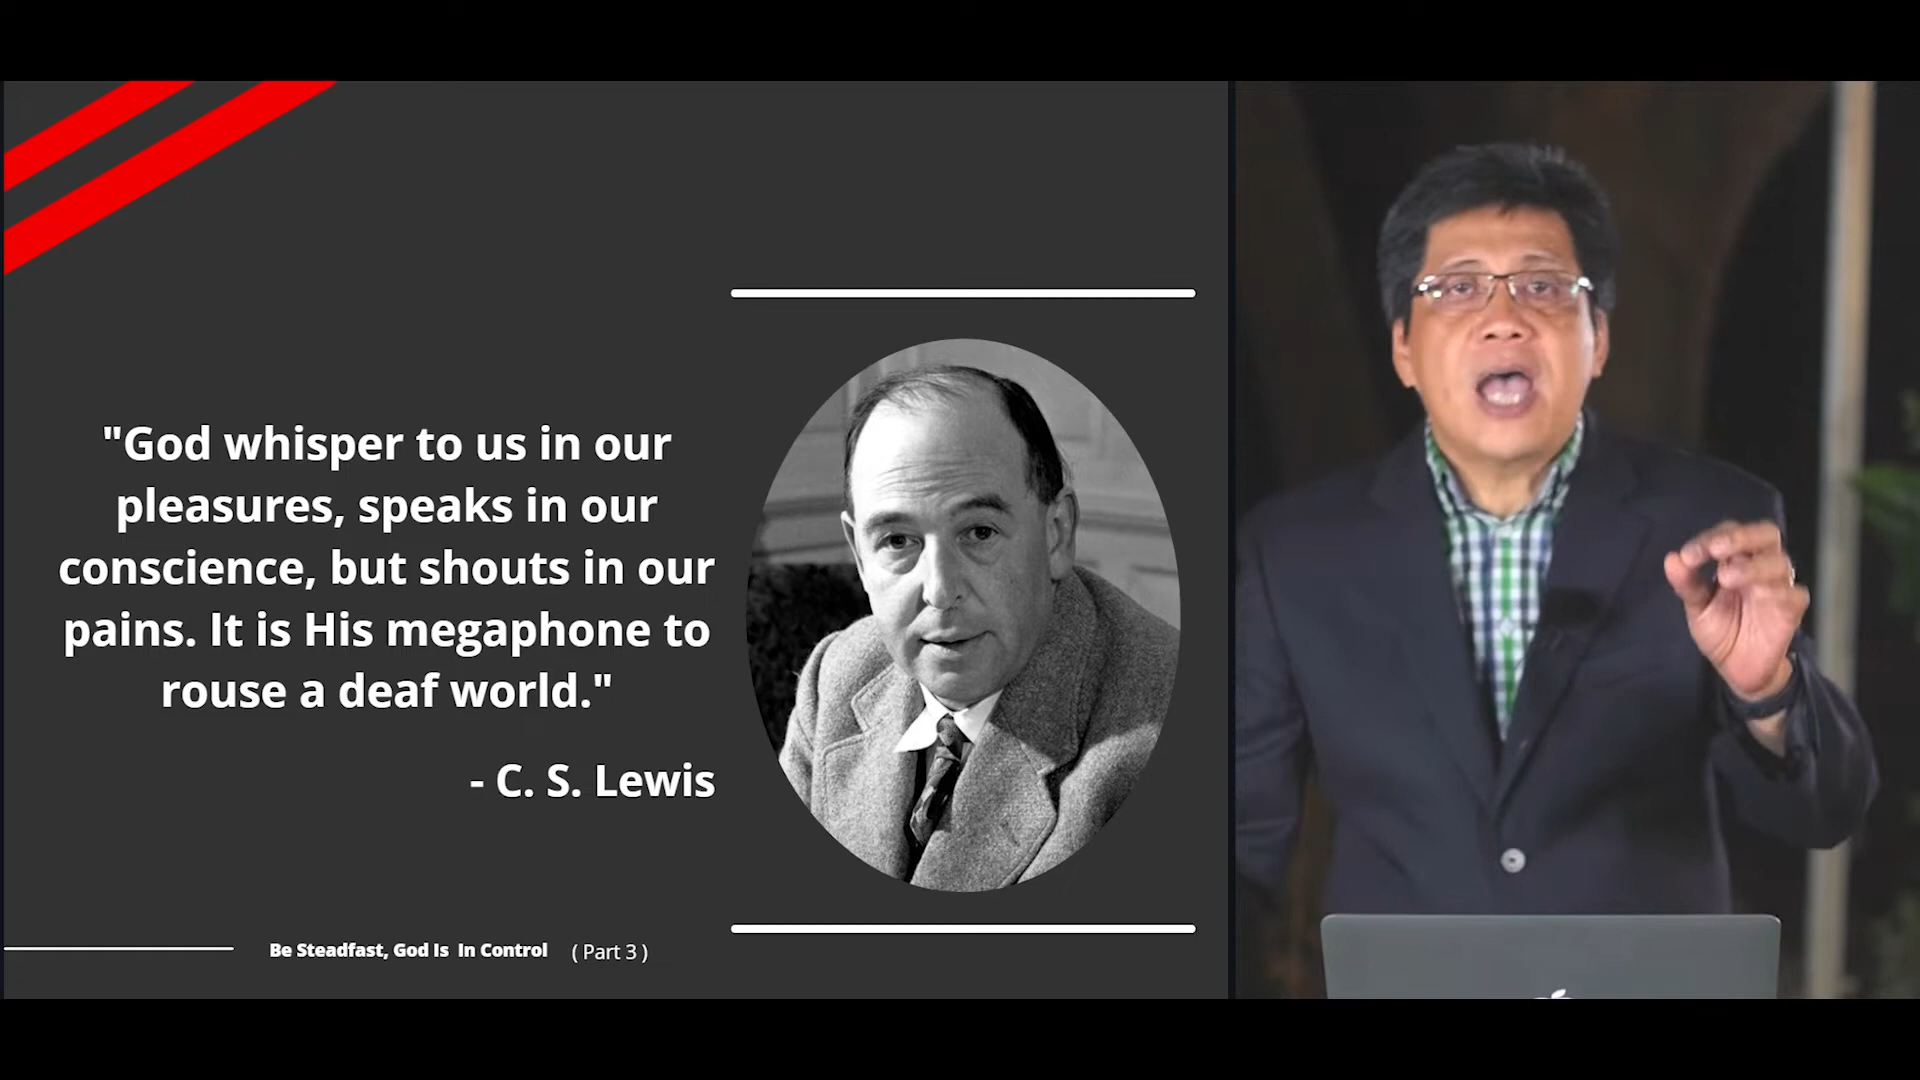 "God whisper to us in our
pleasures, speaks in our
conscience, but shouts in our
pains. It is His megaphone to
rouse a deaf world."
- C. S. Lewis
Be Steadfast, God Is In Control ( Part 3 )